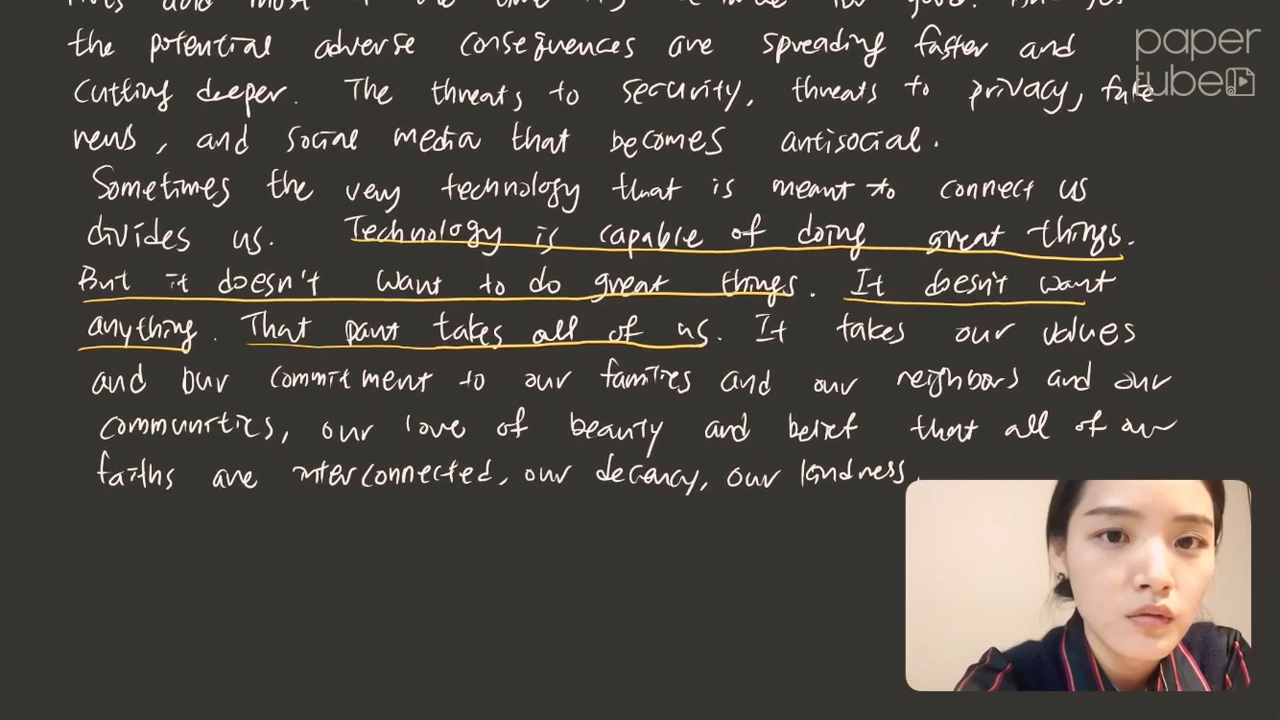 the potential adverse consequences are spreading faster and
cutting deeper. The threats to security, threats to privacy, fake
news, and social media that becomes antisocial.
Sometimes the very technology that is meant to connect us
divides us. Technology is capable of doing great things.
But it doesn't want to do great things. It doesn't want
anything. That part takes all of us. It takes our values
and our commitment to our families and our neighbors and our
communities, our love of beauty and belief that all of our
faiths are interconnected, our decency, our kindness.
paper
tube